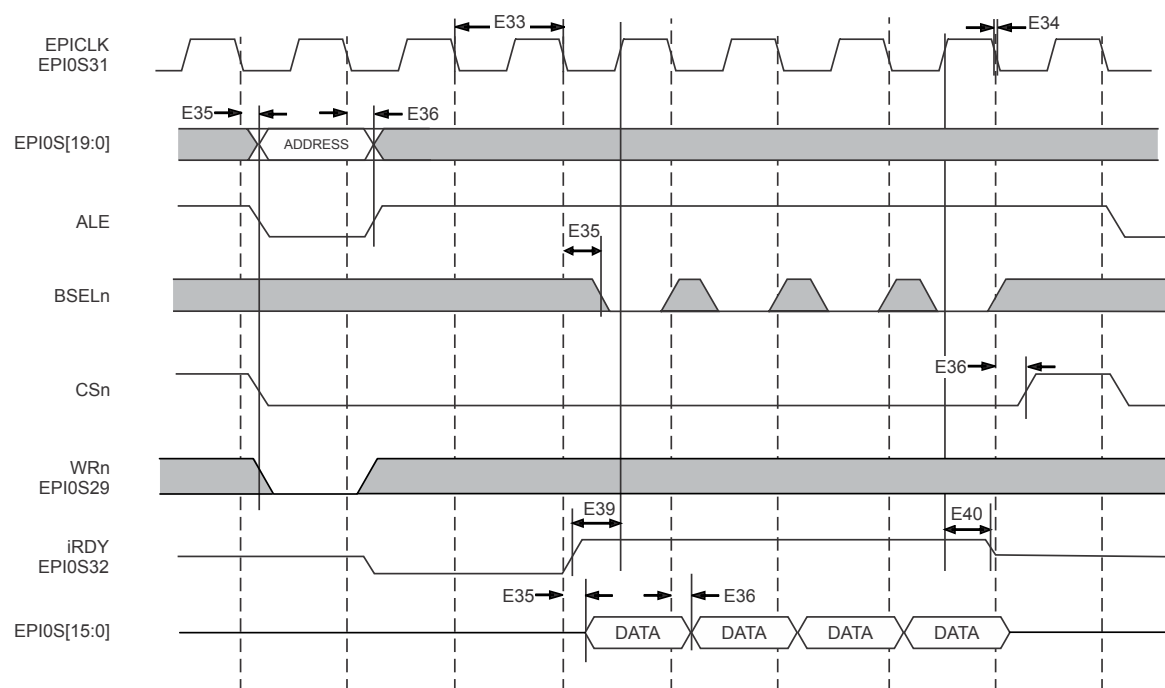 E33
E34
EPICLK
EPI0S31
E35
E36
EPI0S[19:0]
ADDRESS
ALE
E35
BSELn
E36
CSn
WRn
EPI0S29
E39
E40
iRDY
EPI0S32
E35
E36
EPI0S[15:0]
DATA DATA DATA DATA